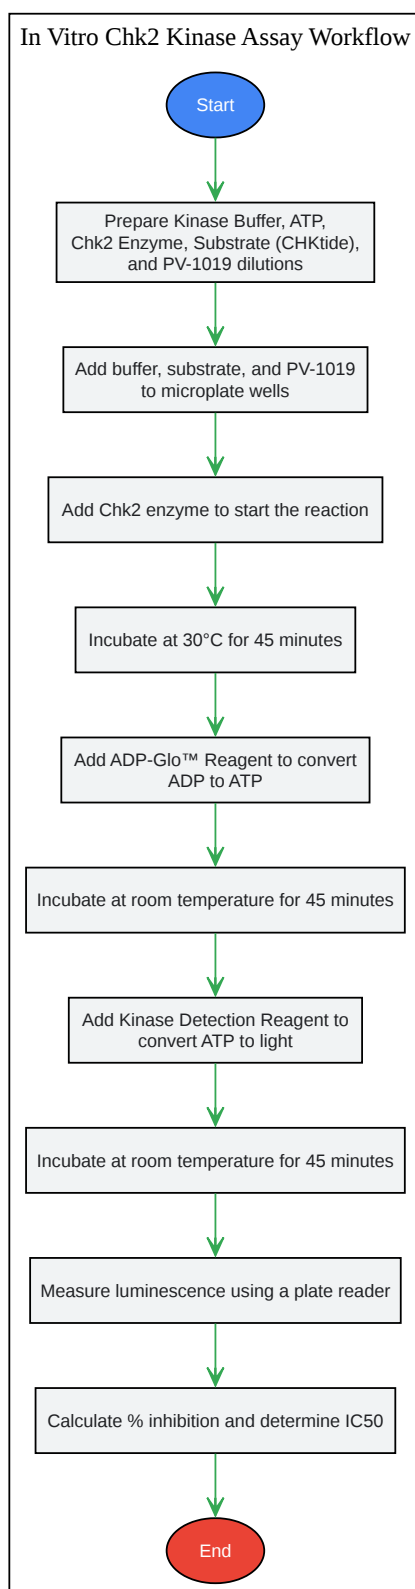 In Vitro Chk2 Kinase Assay Workflow
Start
Prepare Kinase Buffer, ATP,
Chk2 Enzyme, Substrate (CHKtide),
and PV-1019 dilutions
Add buffer, substrate, and PV-1019
to microplate wells
Add Chk2 enzyme to start the reaction
Incubate at 30°C for 45 minutes
Add ADP-Glo™ Reagent to convert
ADP to ATP
Incubate at room temperature for 45 minutes
Add Kinase Detection Reagent to
convert ATP to light
Incubate at room temperature for 45 minutes
Measure luminescence using a plate reader
Calculate % inhibition and determine IC50
End